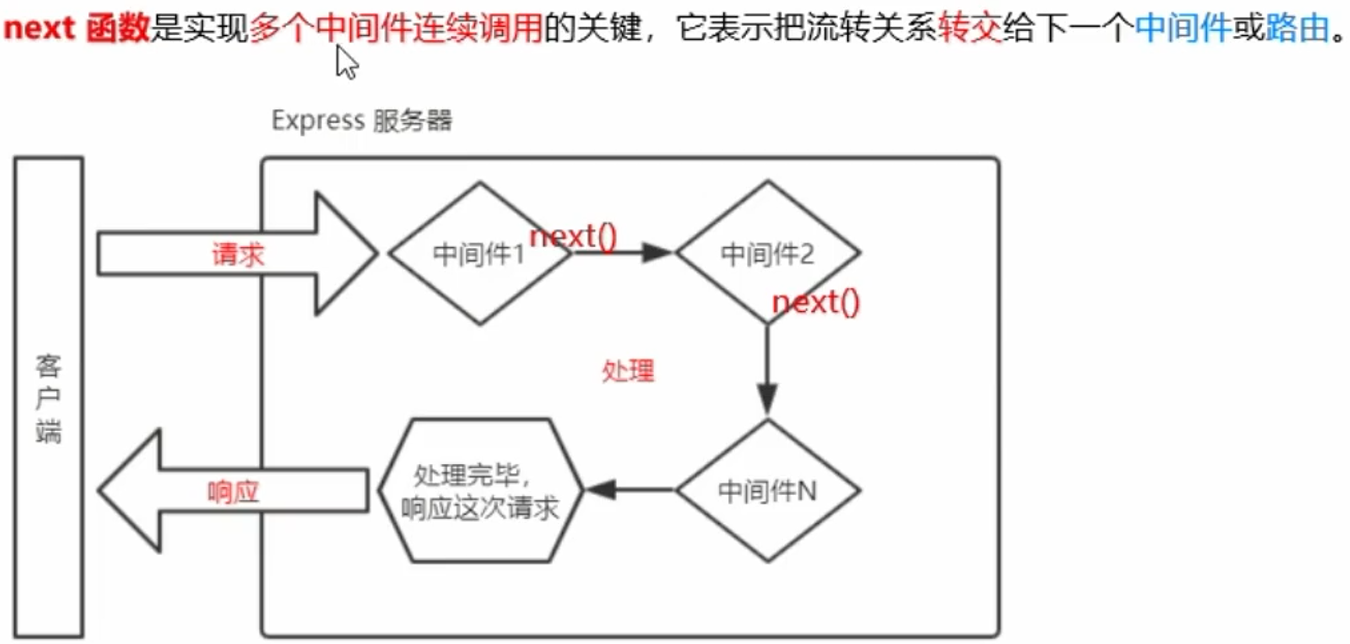 next 函数是实现多个中间件连续调用的关键，它表示把流转关系转交给下一个中间件或路由。
Express 服务器
请求
中间件1
next()
中间件2
next()
处理
客户端
响应
处理完毕，
响应这次请求
中间件N